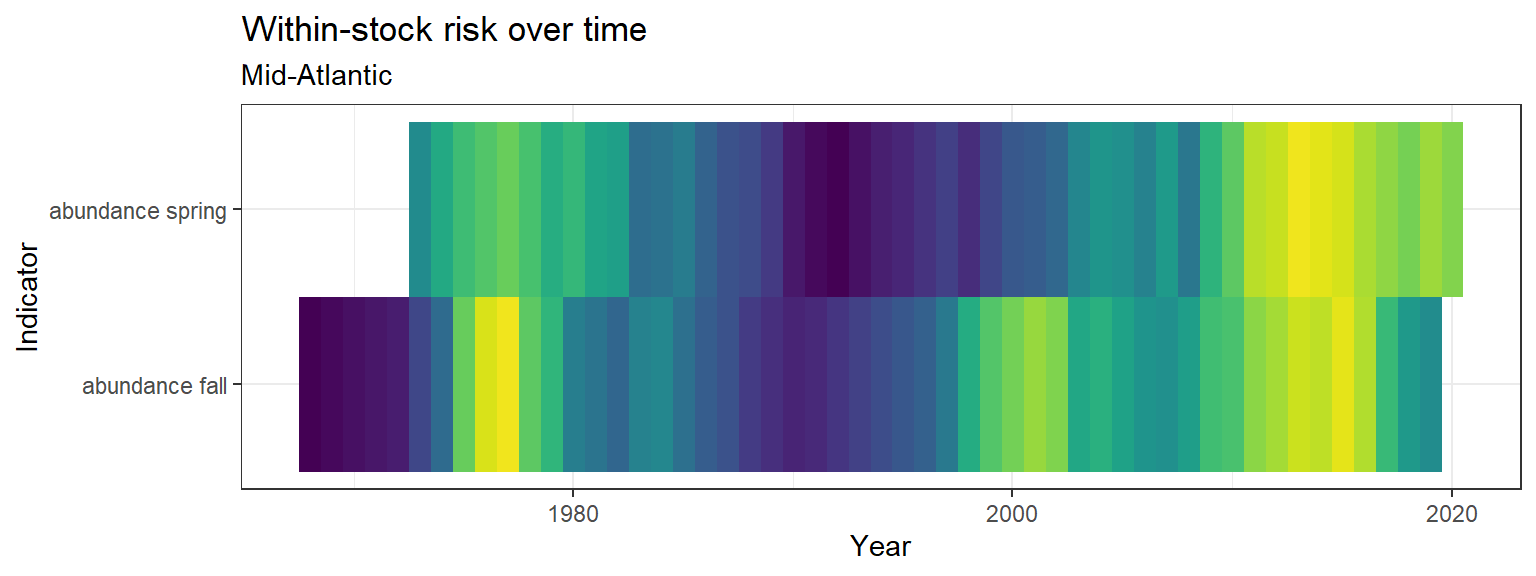 Within-stock risk over time
Mid-Atlantic
Indicator
abundance spring
abundance fall
1980
2000
2020
Year